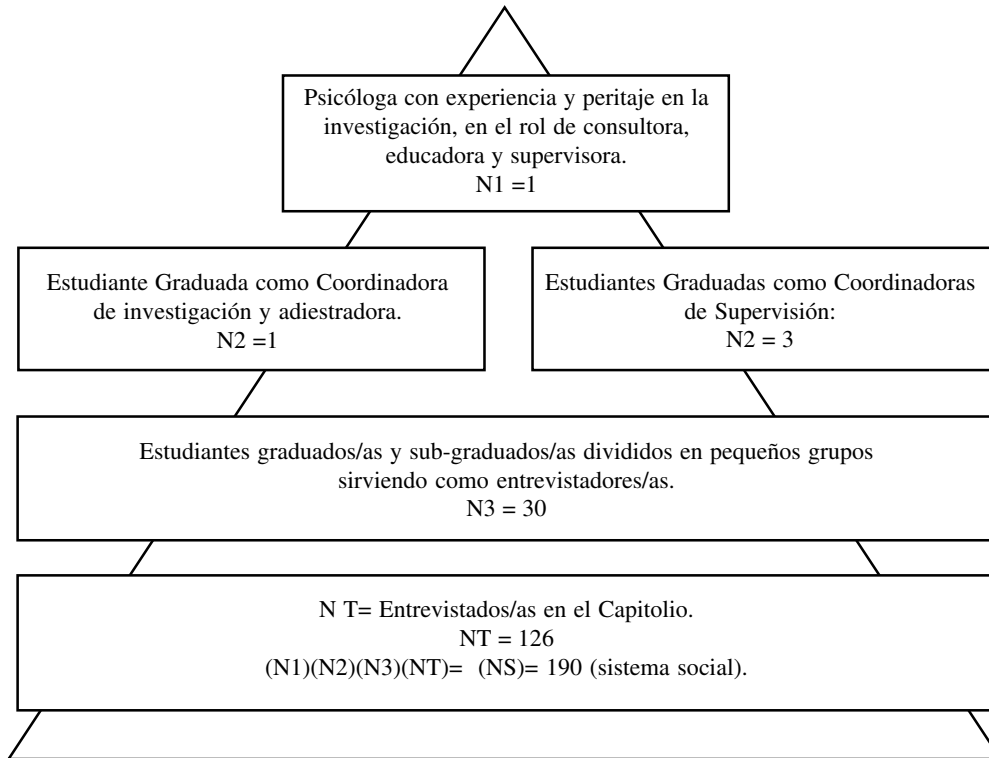 Psicóloga con experiencia y peritaje en la
investigación, en el rol de consultora,
educadora y supervisora.
N1 =1
Estudiante Graduada como Coordinadora
de investigación y adiestradora.
N2 =1
Estudiantes Graduadas como Coordinadoras
de Supervisión:
N2 = 3
Estudiantes graduados/as y sub-graduados/as divididos en pequeños grupos
sirviendo como entrevistadores/as.
N3 = 30
N T= Entrevistados/as en el Capitolio.
NT = 126
(N1)(N2)(N3)(NT)=  (NS)= 190 (sistema social).